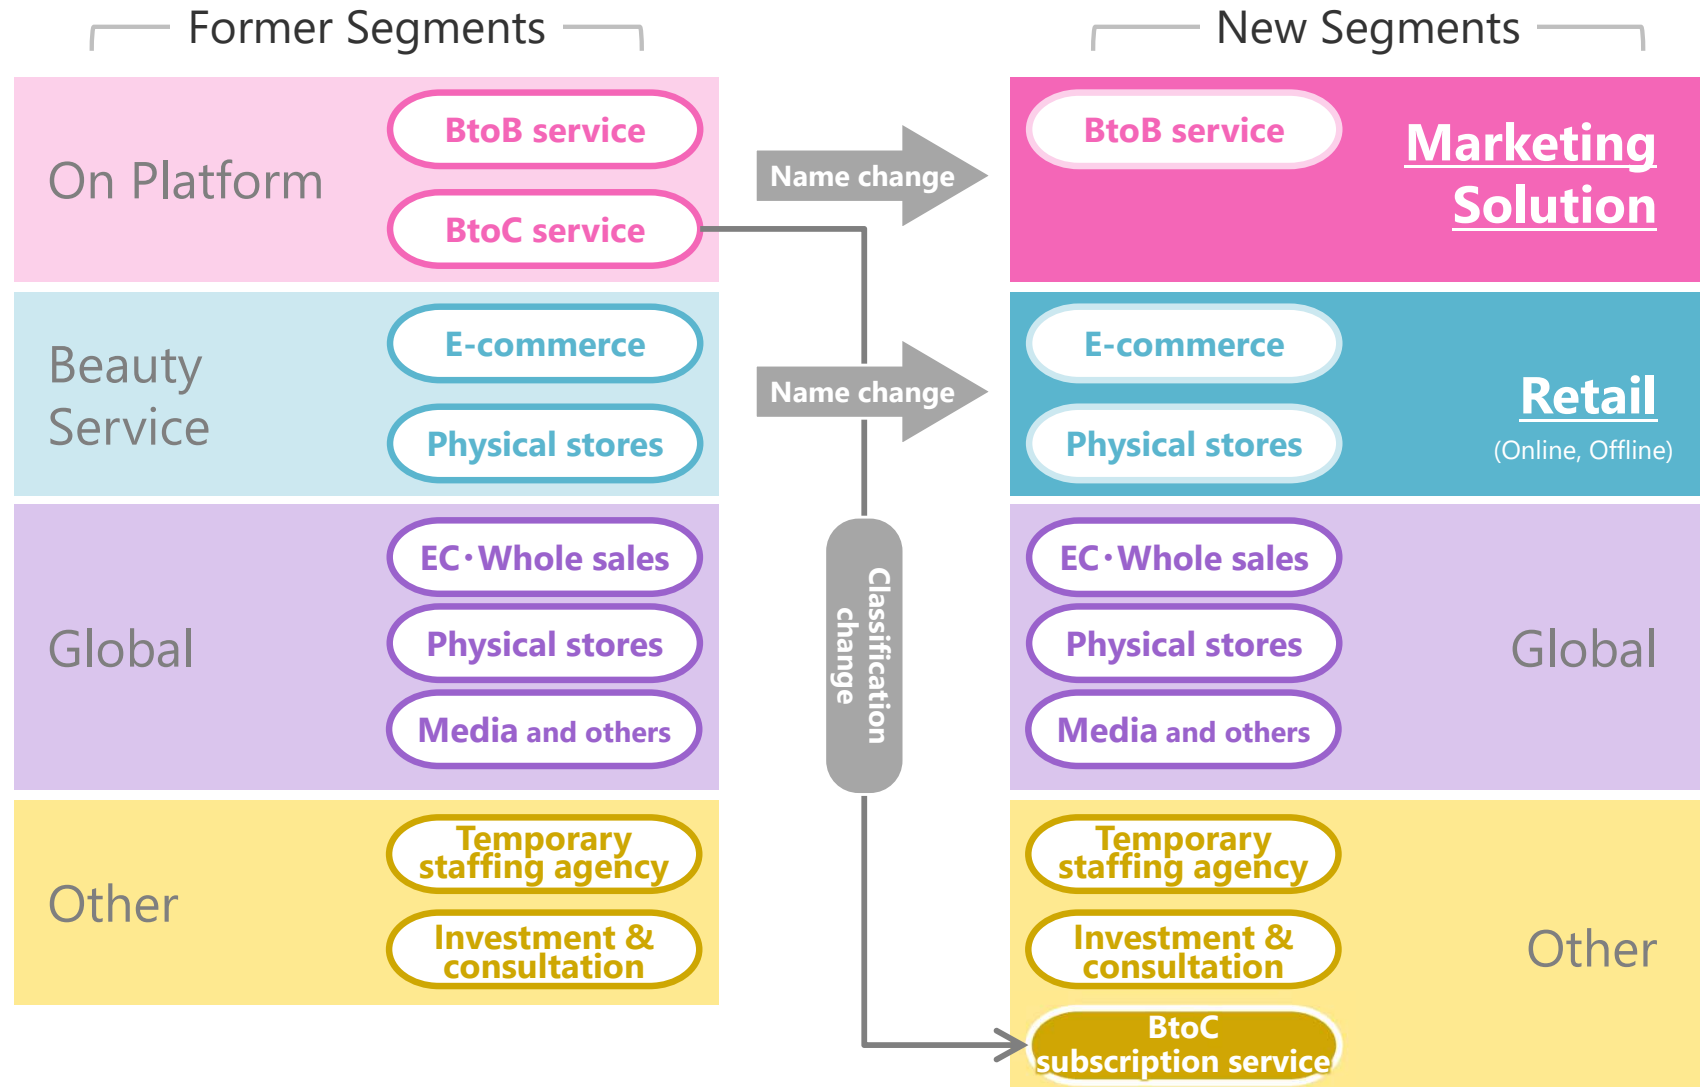 Former Segments
New Segments
On Platform
BtoB service
BtoC service
Name change
BtoB service
Marketing
Solution
Beauty
Service
E-commerce
Physical stores
Name change
E-commerce
Physical stores
Retail
(Online, Offline)
Global
EC・Whole sales
Physical stores
Media and others
Classification
change
EC・Whole sales
Physical stores
Media and others
Global
Other
Temporary
staffing agency
Investment &
consultation
Temporary
staffing agency
Investment &
consultation
BtoC
subscription service
Other